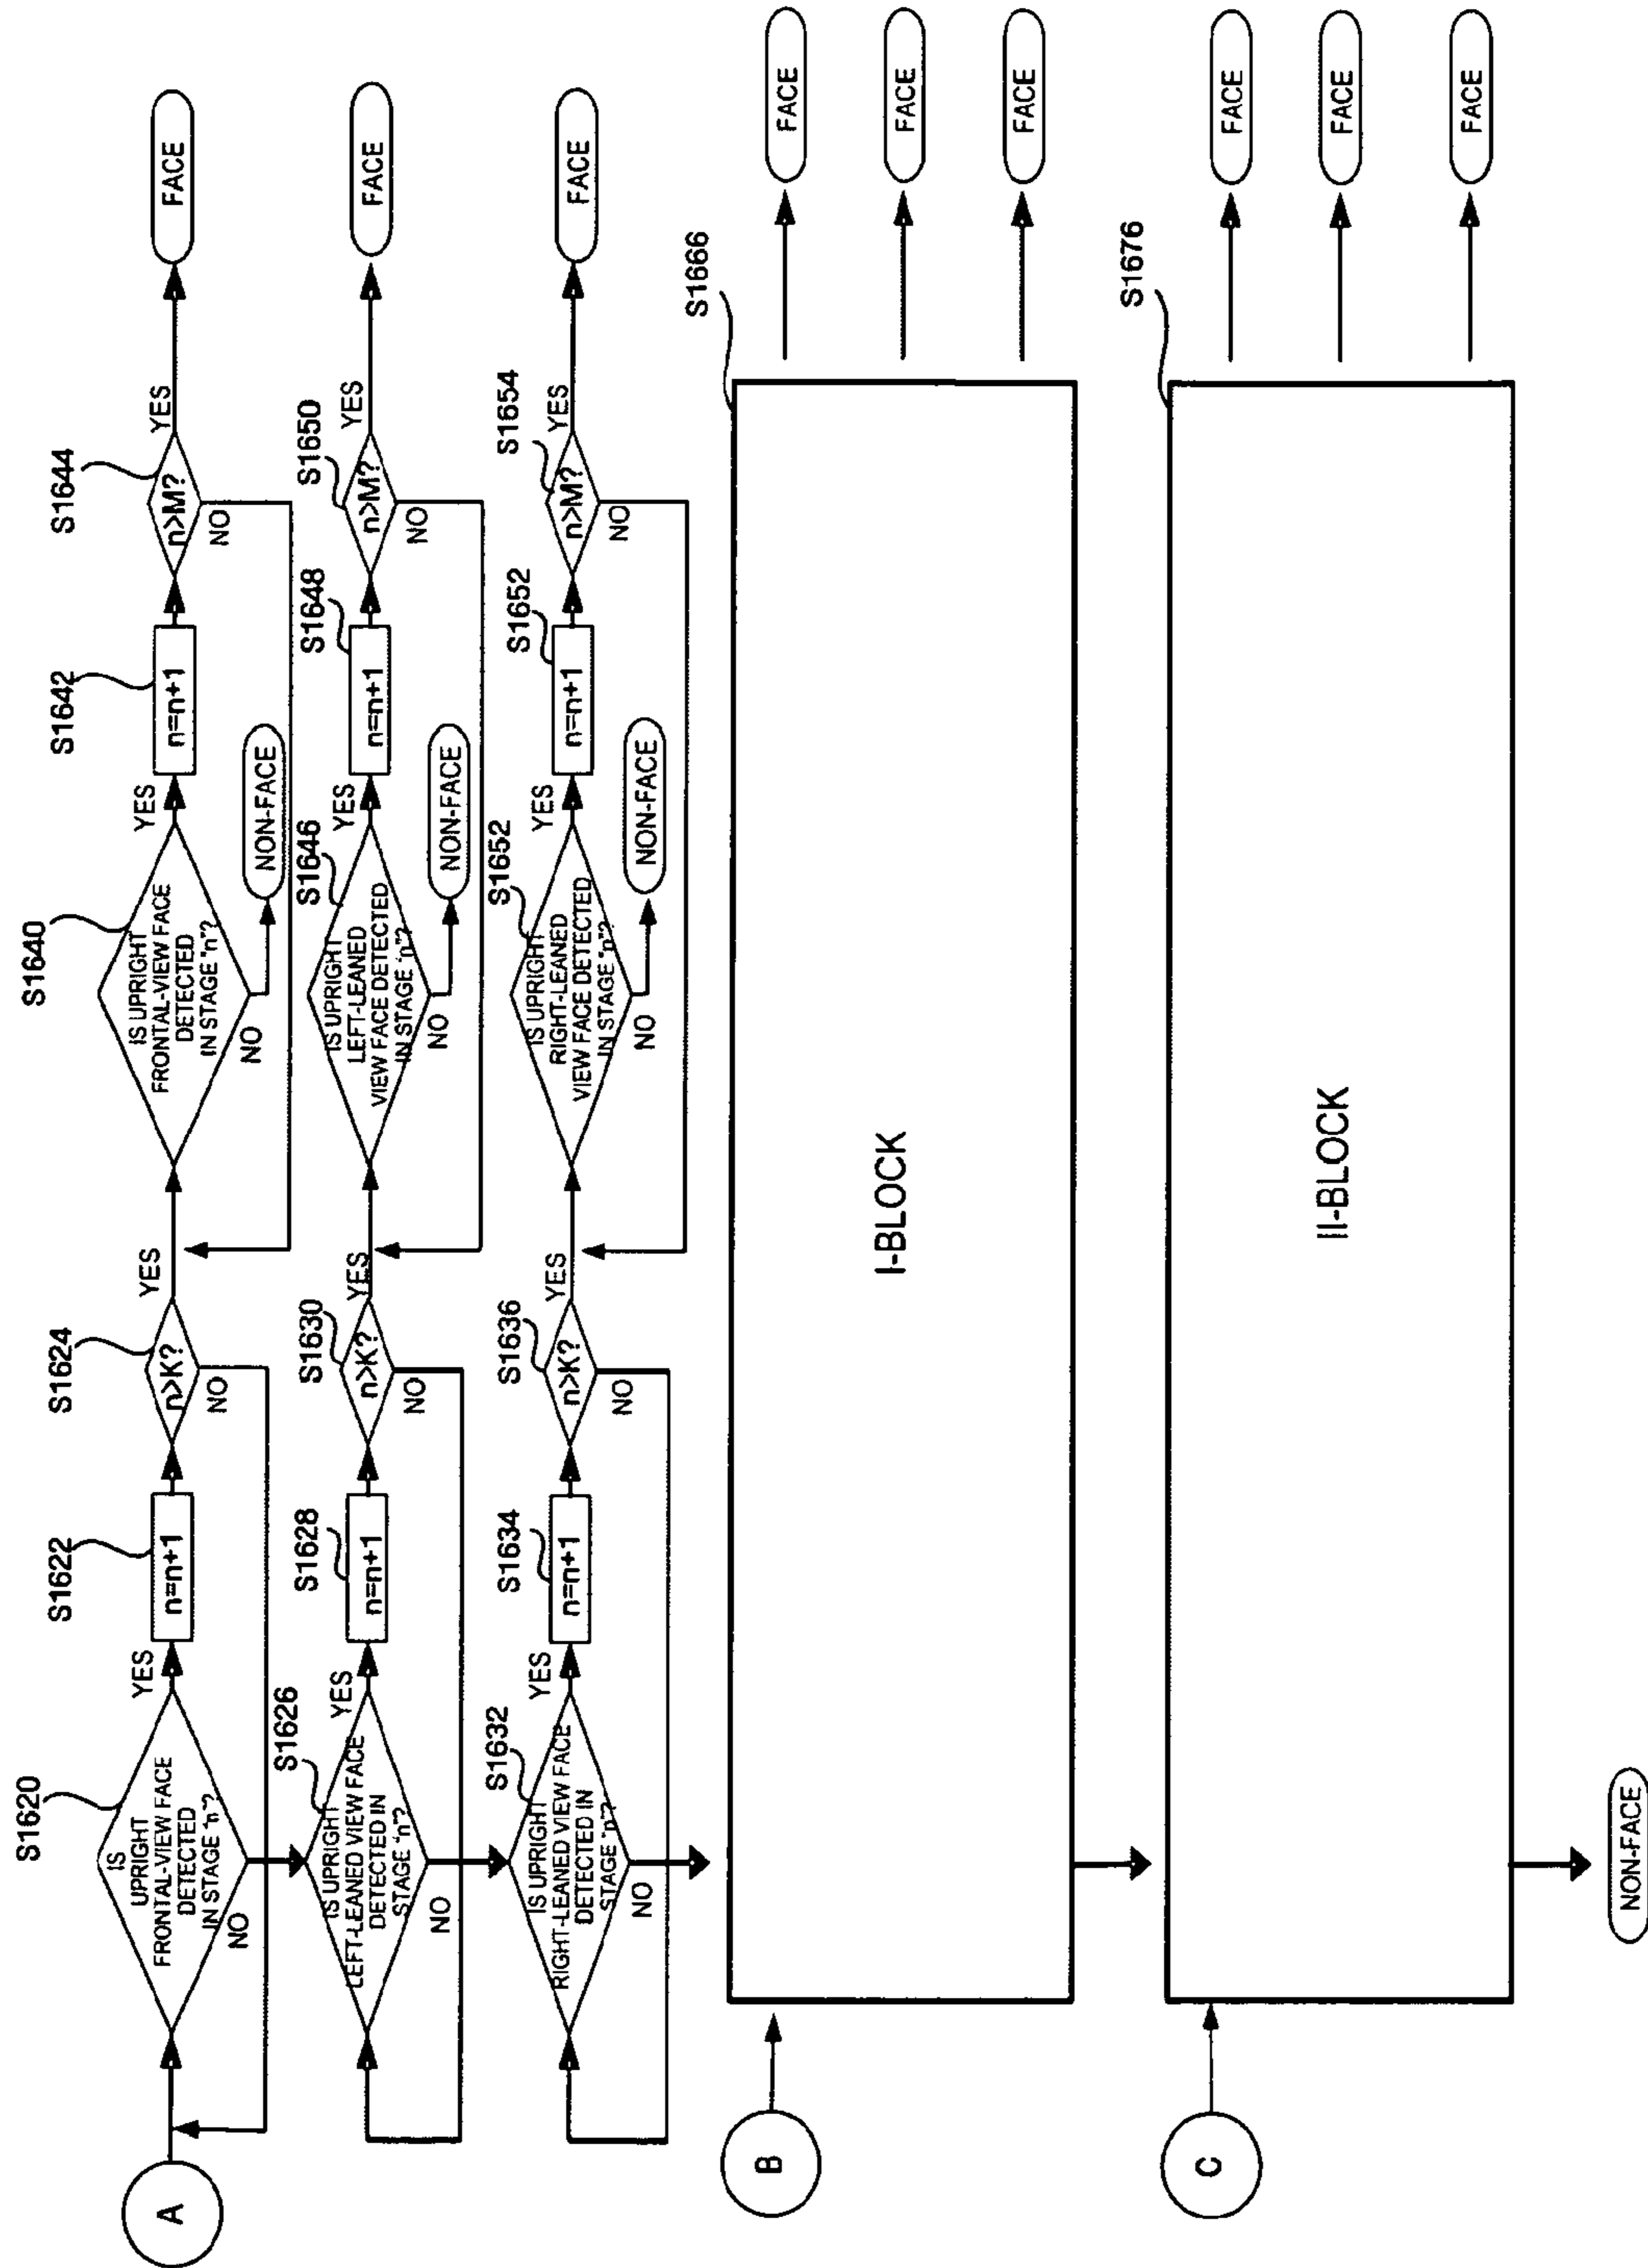 S1620
S1622
S1624
S1640
S1642
S1644
A
IS
UPRIGHT
FRONTAL-VIEW FACE
DETECTED
IN STAGE "n"?
YES
NO
n=n+1
n>K?
YES
NO
IS UPRIGHT
FRONTAL-VIEW FACE
DETECTED
IN STAGE "n"?
YES
NO
NON-FACE
n=n+1
n>M?
YES
NO
FACE
S1626
S1628
S1630
S1646
S1648
S1650
IS UPRIGHT
LEFT-LEANED VIEW FACE
DETECTED IN
STAGE "n"?
YES
NO
n=n+1
n>K?
YES
NO
IS UPRIGHT
LEFT-LEANED
VIEW FACE DETECTED
IN STAGE "n"?
YES
NO
NON-FACE
n=n+1
n>M?
YES
NO
FACE
S1632
S1634
S1636
S1652
S1652
S1654
IS UPRIGHT
RIGHT-LEANED VIEW FACE
DETECTED IN
STAGE "n"?
YES
NO
n=n+1
n>K?
YES
NO
IS UPRIGHT
RIGHT-LEANED
VIEW FACE DETECTED
IN STAGE "n"?
YES
NO
NON-FACE
n=n+1
n>M?
YES
NO
FACE
S1666
B
I-BLOCK
FACE
FACE
FACE
S1676
C
II-BLOCK
FACE
FACE
FACE
NON-FACE